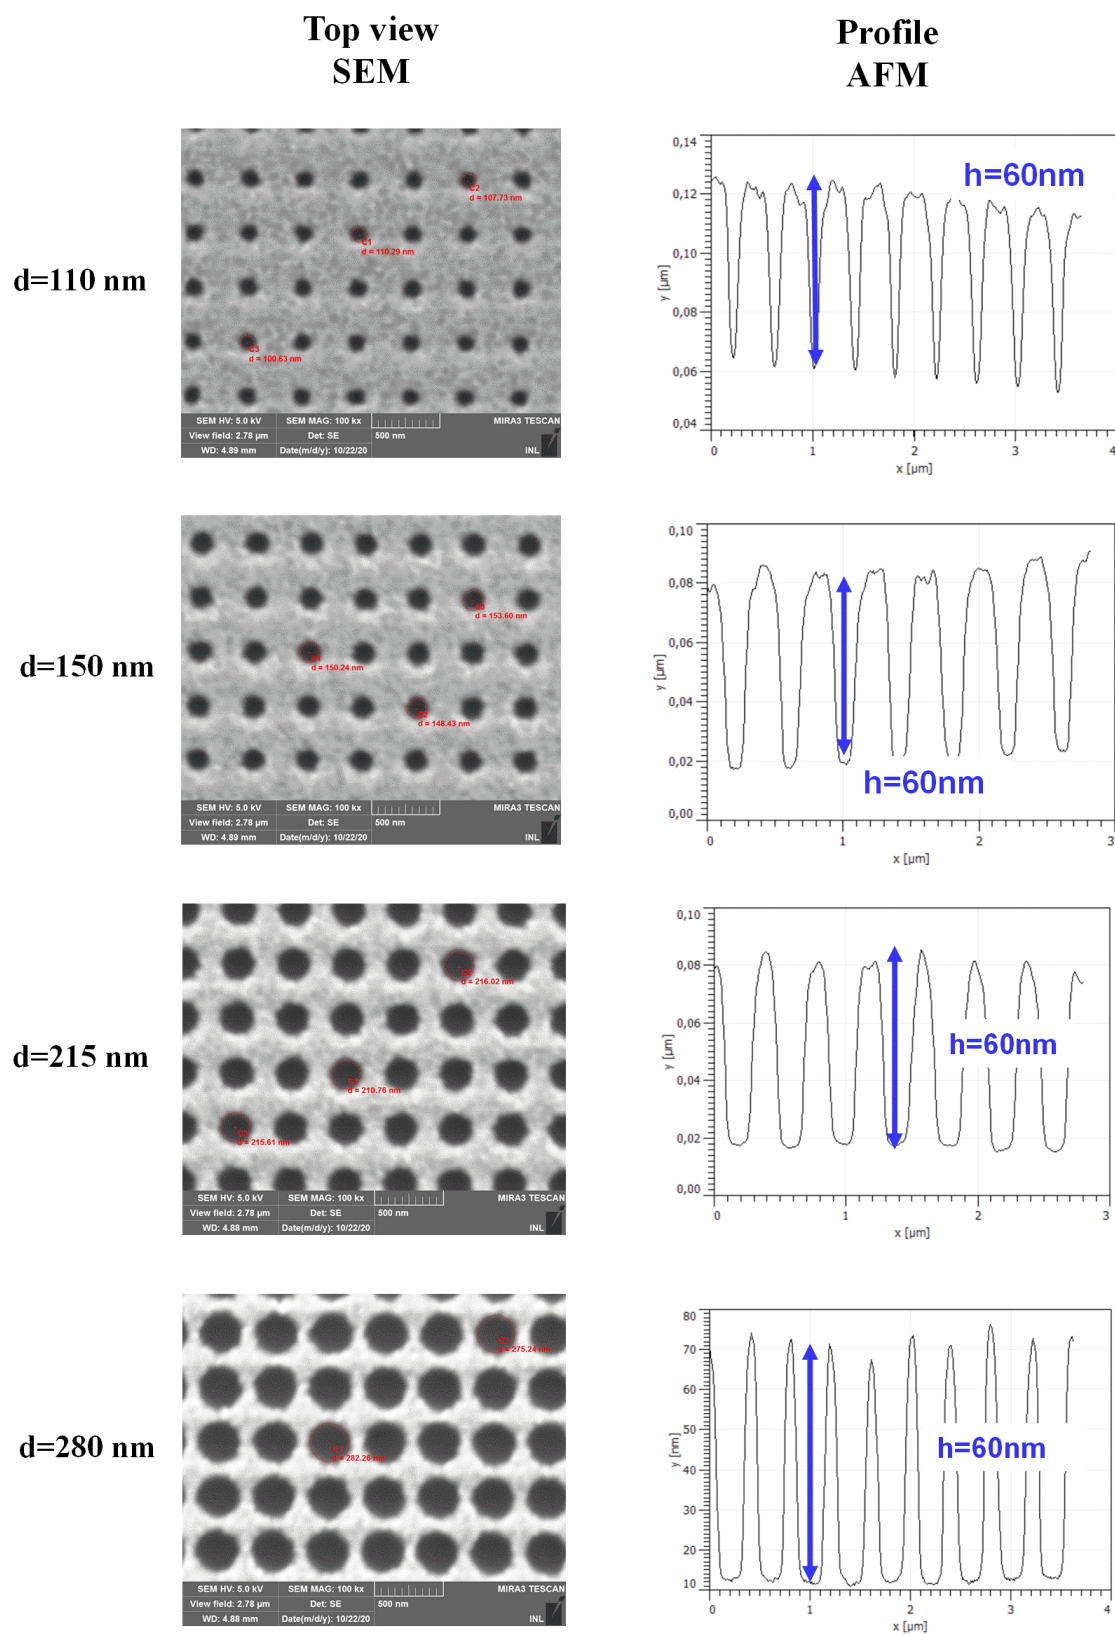 Top view
SEM
Profile
AFM
d=110 nm
C2
d = 107.73 nm
C1
d = 110.29 nm
C3
d = 100.63 nm
SEM HV: 5.0 kV SEM MAG: 100 kx MIRA3 TESCAN
View field: 2.78 µm Det: SE 500 nm
WD: 4.89 mm Date(m/d/y): 10/22/20 INL
h=60nm
0,14
0,12
0,10
0,08
0,06
0,04
y [µm]
0 1 2 3 4
x [µm]
d=150 nm
d = 153.60 nm
d = 150.24 nm
d = 148.43 nm
SEM HV: 5.0 kV SEM MAG: 100 kx MIRA3 TESCAN
View field: 2.78 µm Det: SE 500 nm
WD: 4.89 mm Date(m/d/y): 10/22/20 INL
0,10
0,08
0,06
0,04
0,02
0,00
y [µm]
h=60nm
0 1 2 3
x [µm]
d=215 nm
d = 216.02 nm
d = 210.76 nm
d = 215.61 nm
SEM HV: 5.0 kV SEM MAG: 100 kx MIRA3 TESCAN
View field: 2.78 µm Det: SE 500 nm
WD: 4.88 mm Date(m/d/y): 10/22/20 INL
0,10
0,08
0,06
0,04
0,02
0,00
y [µm]
h=60nm
0 1 2 3
x [µm]
d=280 nm
d = 275.24 nm
d = 282.26 nm
SEM HV: 5.0 kV SEM MAG: 100 kx MIRA3 TESCAN
View field: 2.78 µm Det: SE 500 nm
WD: 4.88 mm Date(m/d/y): 10/22/20 INL
80
70
60
50
40
30
20
10
y [nm]
h=60nm
0 1 2 3 4
x [µm]